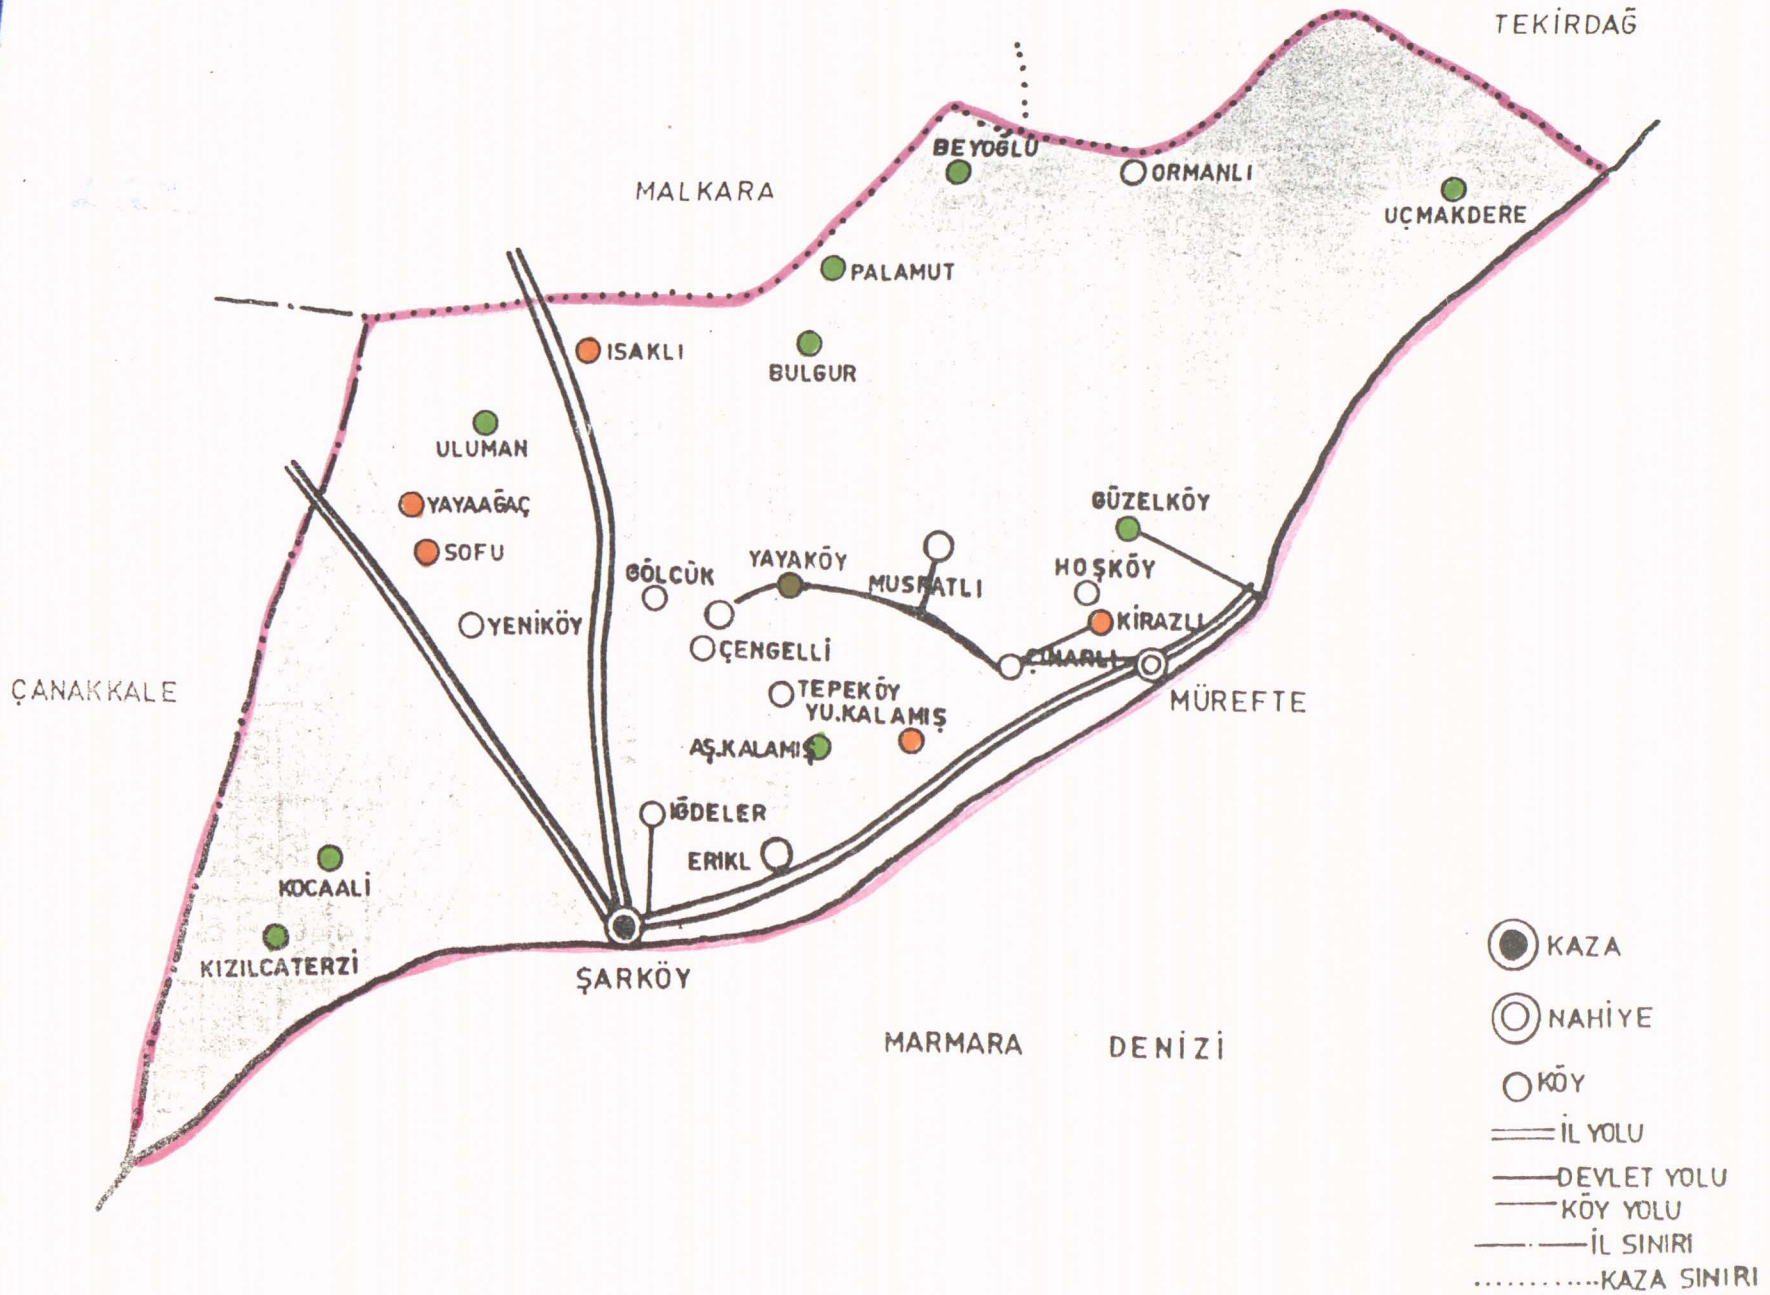 TEKİRDAĞ
BEYOĞLU
ORMANLI
MALKARA
UÇMAKDERE
PALAMUT
ISAKLI
BULGUR
ULUMAN
YAYAAĞAÇ
GÜZELKÖY
SOFU
YAYAKÖY
HOŞKÖY
GÖLCÜK
MUSRATLI
YENİKÖY
KİRAZLI
ÇENGELLİ
ÇINARLI
ÇANAKKALE
TEPEKÖY
MÜREFTE
YU.KALAMIŞ
AŞ.KALAMIŞ
IĞDELER
ERIKL
KOCAALİ
KIZILCATERZİ
ŞARKÖY
MARMARA DENİZİ
KAZA
NAHİYE
KÖY
İL YOLU
DEVLET YOLU
KÖY YOLU
İL SINIRI
KAZA SINIRI